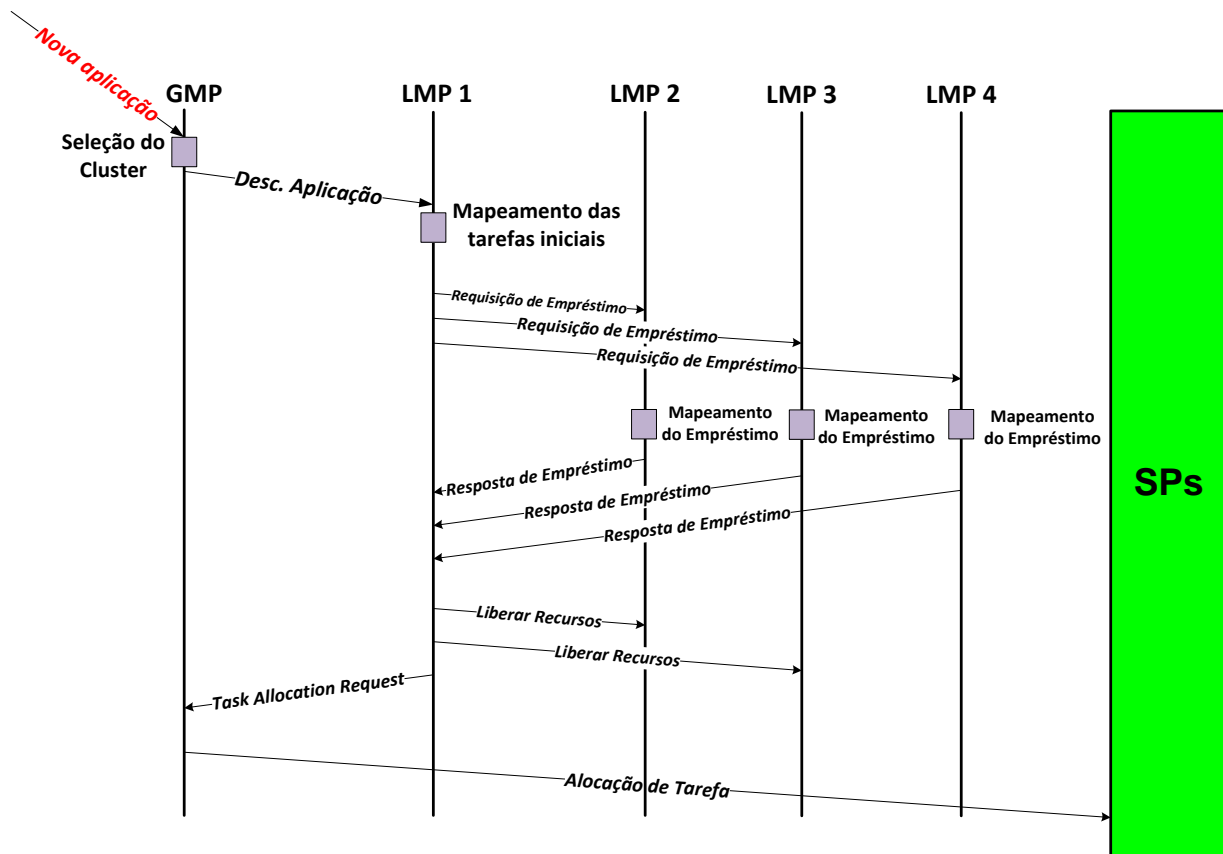 Nova aplicação
GMP
LMP 1
LMP 2
LMP 3
LMP 4
Seleção do
Cluster
Desc. Aplicação
Mapeamento das
tarefas iniciais
Requisição de Empréstimo
Requisição de Empréstimo
Requisição de Empréstimo
Mapeamento
do Empréstimo
Mapeamento
do Empréstimo
Mapeamento
do Empréstimo
Resposta de Empréstimo
Resposta de Empréstimo
Resposta de Empréstimo
SPs
Liberar Recursos
Liberar Recursos
Task Allocation Request
Alocação de Tarefa